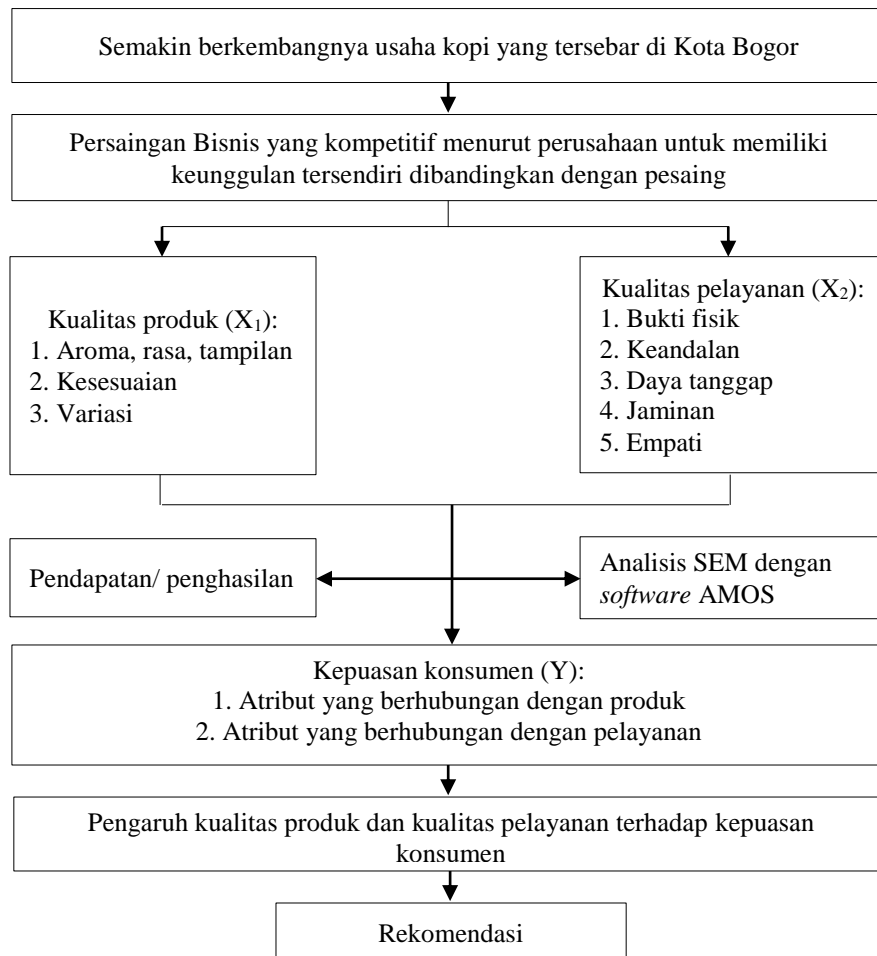 Semakin berkembangnya usaha kopi yang tersebar di Kota Bogor
Persaingan Bisnis yang kompetitif menurut perusahaan untuk memiliki
keunggulan tersendiri dibandingkan dengan pesaing
Kualitas produk (X₁):
1. Aroma, rasa, tampilan
2. Kesesuaian
3. Variasi
Kualitas pelayanan (X₂):
1. Bukti fisik
2. Keandalan
3. Daya tanggap
4. Jaminan
5. Empati
Pendapatan/ penghasilan
Analisis SEM dengan
software AMOS
Kepuasan konsumen (Y):
1. Atribut yang berhubungan dengan produk
2. Atribut yang berhubungan dengan pelayanan
Pengaruh kualitas produk dan kualitas pelayanan terhadap kepuasan
konsumen
Rekomendasi